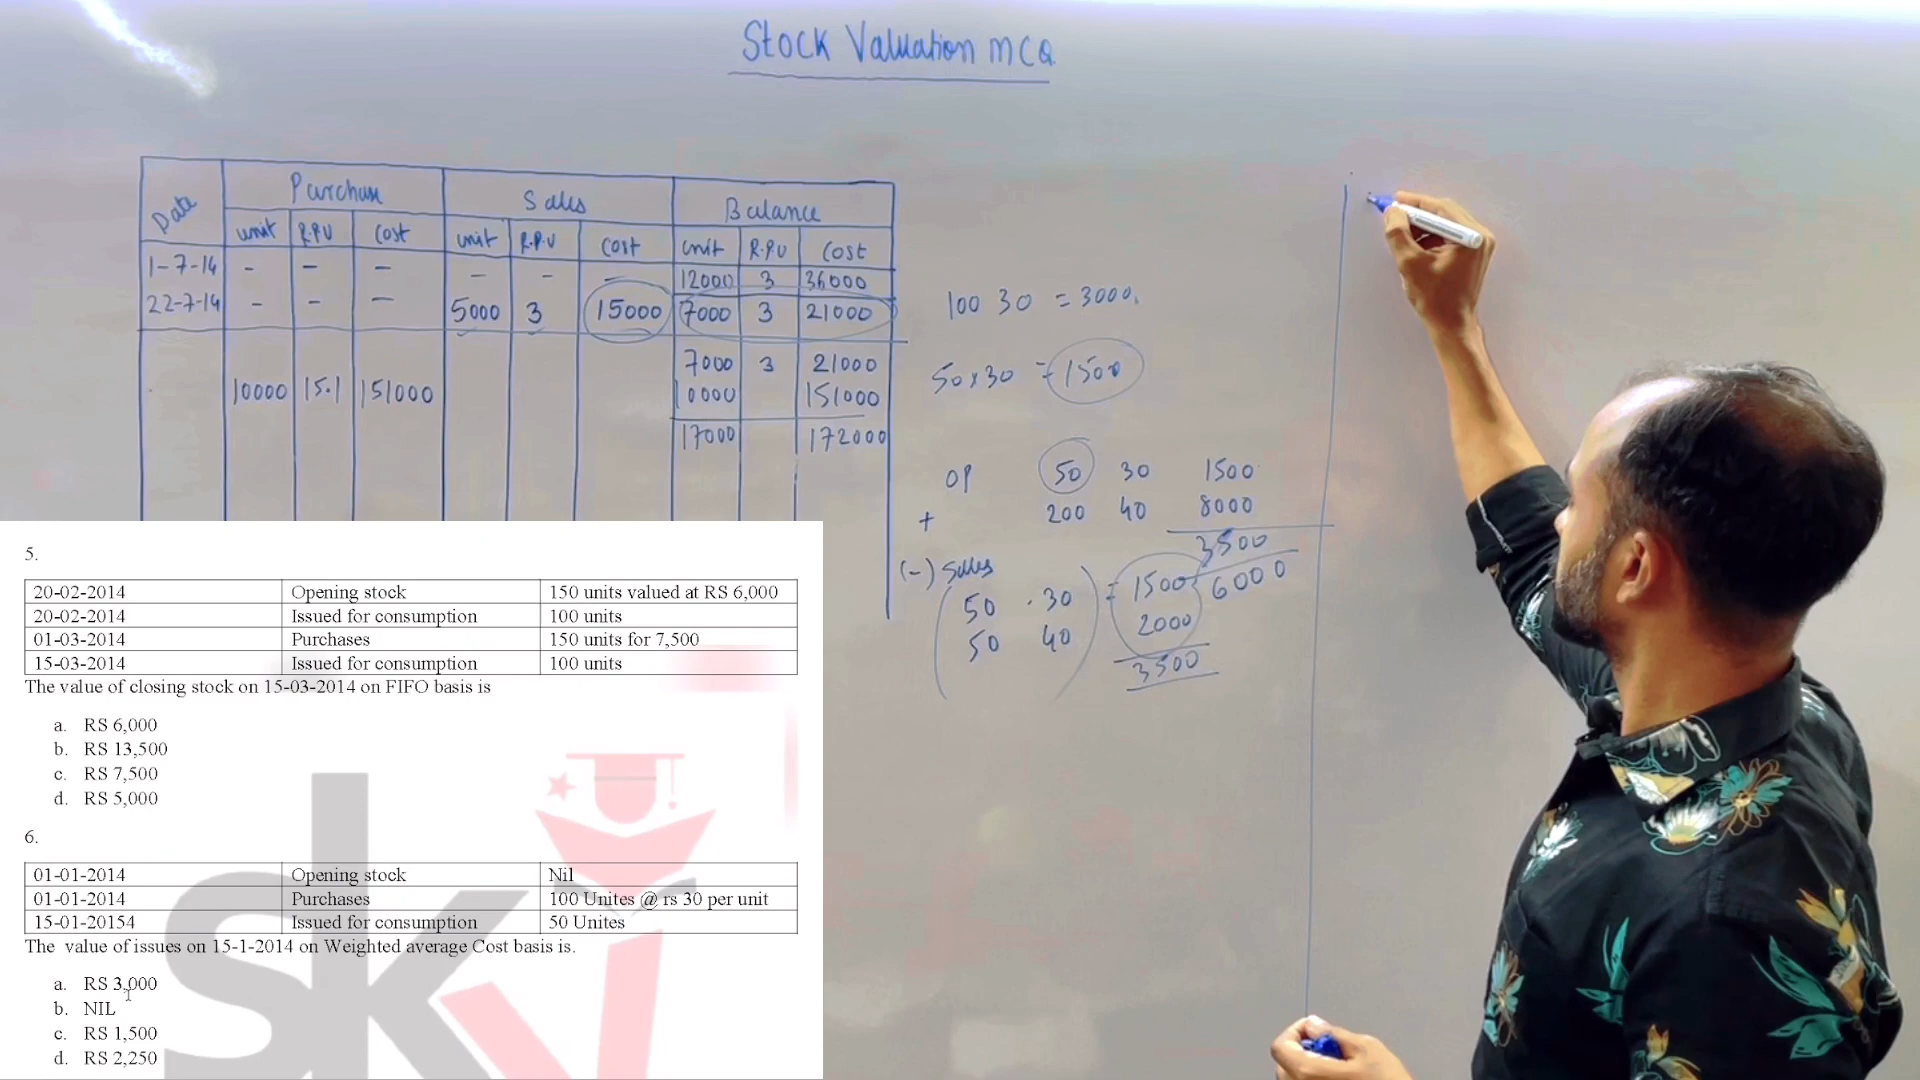 Stock Valuation MCQ
Date Purchase Sales Balance
unit R.P.U cost unit R.P.U cost unit R.P.U cost
1-7-14 - - - - - - 12000 3 36000
22-7-14 - - - 5000 3 15000 7000 3 21000
7000 3 21000
10000 15.1 151000 10000 151000
17000 172000
100 30 = 3000
50 x 30 = 1500
OP 50 30 1500
+ 200 40 8000
3500
(-) Sales
50 . 30 = 1500 6000
50 40 2000
3500
5.
20-02-2014 Opening stock 150 units valued at RS 6,000
20-02-2014 Issued for consumption 100 units
01-03-2014 Purchases 150 units for 7,500
15-03-2014 Issued for consumption 100 units
The value of closing stock on 15-03-2014 on FIFO basis is
a. RS 6,000
b. RS 13,500
c. RS 7,500
d. RS 5,000
6.
01-01-2014 Opening stock Nil
01-01-2014 Purchases 100 Unites @ rs 30 per unit
15-01-20154 Issued for consumption 50 Unites
The value of issues on 15-1-2014 on Weighted average Cost basis is.
a. RS 3,000
b. NIL
c. RS 1,500
d. RS 2,250